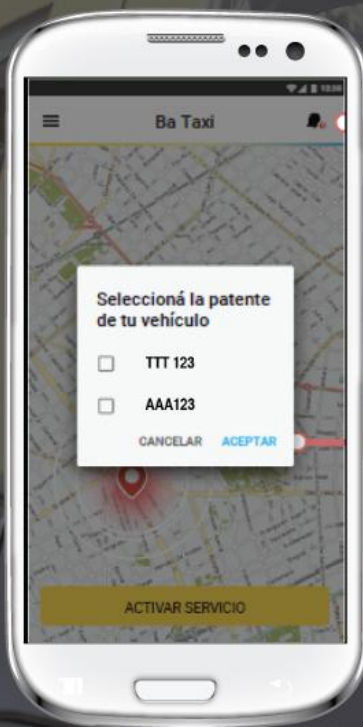 Ba Taxi
Seleccioná la patente
de tu vehículo
TTT 123
AAA123
CANCELAR ACEPTAR
ACTIVAR SERVICIO